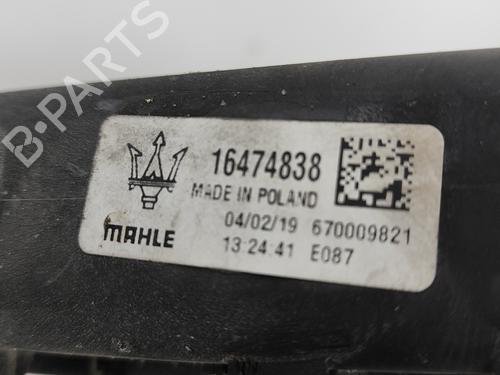 B-PARTS
16474838
MADE IN POLAND
04/02/19 670009821
MAHLE
13:24:41 E087